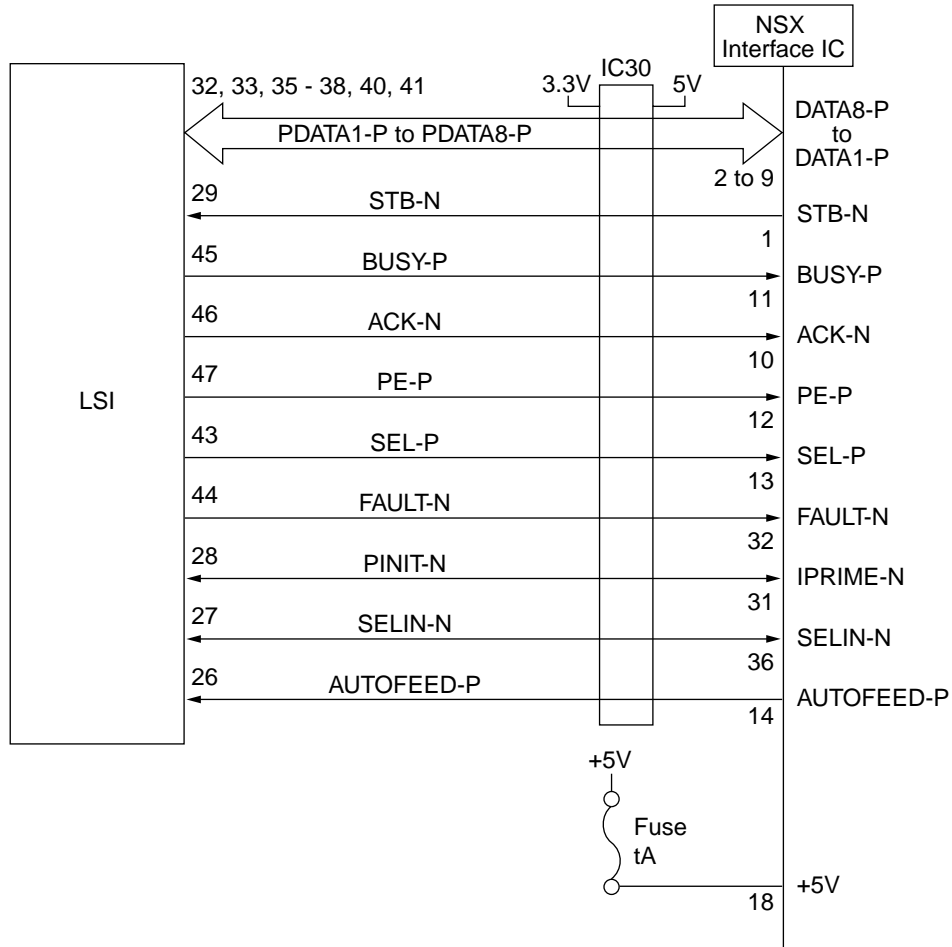 NSX
Interface IC
IC30
3.3V
5V
32, 33, 35 - 38, 40, 41
PDATA1-P to PDATA8-P
DATA8-P
to
DATA1-P
2 to 9
29
STB-N
STB-N
1
45
BUSY-P
BUSY-P
11
46
ACK-N
ACK-N
10
LSI
47
PE-P
PE-P
12
43
SEL-P
SEL-P
13
44
FAULT-N
FAULT-N
32
28
PINIT-N
IPRIME-N
31
27
SELIN-N
SELIN-N
36
26
AUTOFEED-P
AUTOFEED-P
14
+5V
Fuse
tA
+5V
18